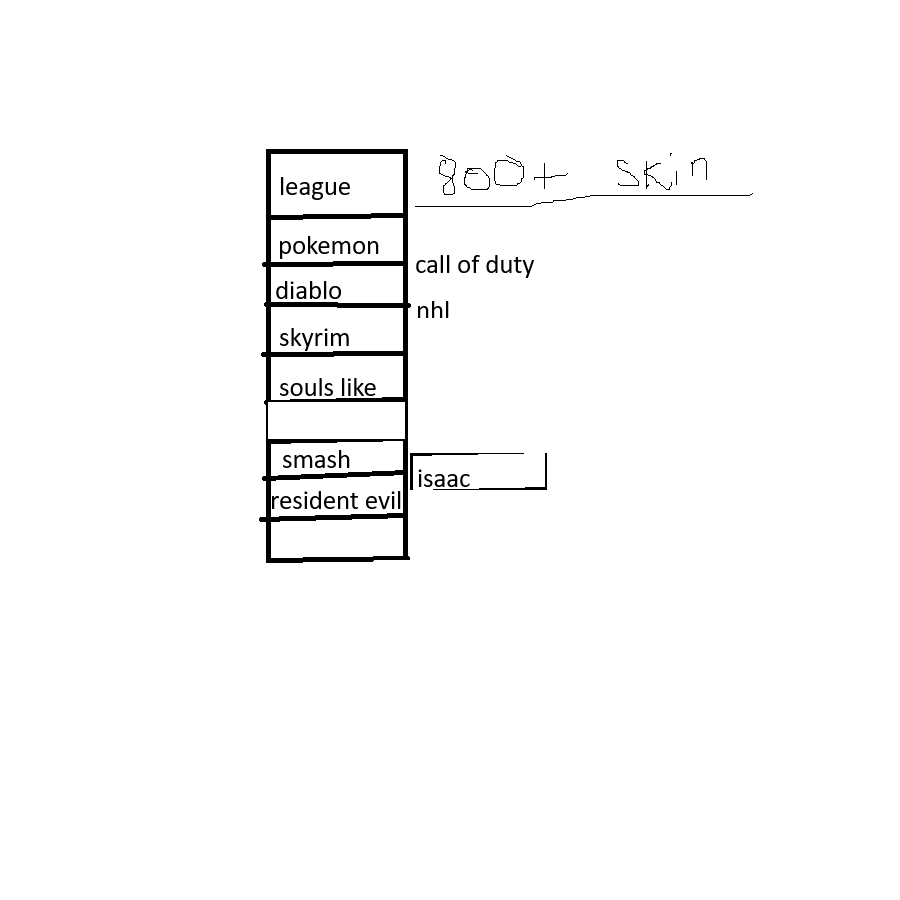 league
800+ skin
pokemon
call of duty
diablo
nhl
skyrim
souls like
smash
isaac
resident evil